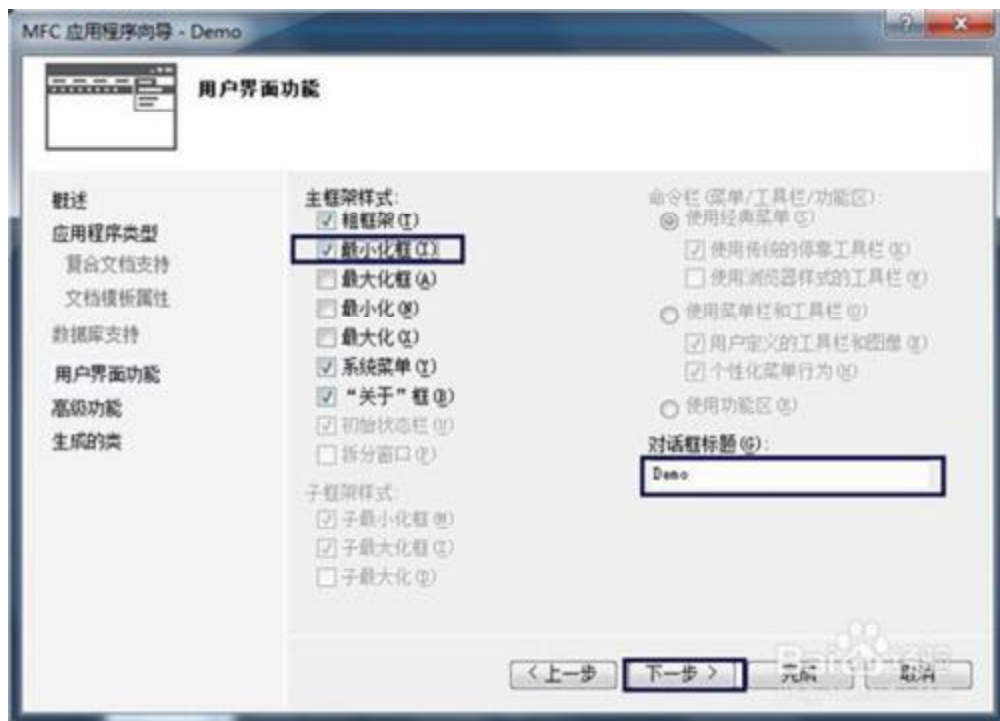 MFC 应用程序向导 - Demo
用户界面功能
概述
应用程序类型
复合文档支持
文档模板属性
数据库支持
用户界面功能
高级功能
生成的类
主框架样式:
粗框架(T)
最小化框(I)
最大化框(A)
最小化(N)
最大化(X)
系统菜单(Y)
“关于”框(B)
初始状态栏(U)
拆分窗口(P)
子框架样式:
子最小化框(M)
子最大化框(Z)
子最大化(D)
命令栏(菜单/工具栏/功能区):
使用经典菜单(S)
使用传统的停靠工具栏(K)
使用浏览器样式的工具栏(Y)
使用菜单栏和工具栏(Q)
用户定义的工具栏和图像(E)
个性化菜单行为(H)
使用功能区(R)
对话框标题(G):
Demo
< 上一步
下一步 >
完成
取消